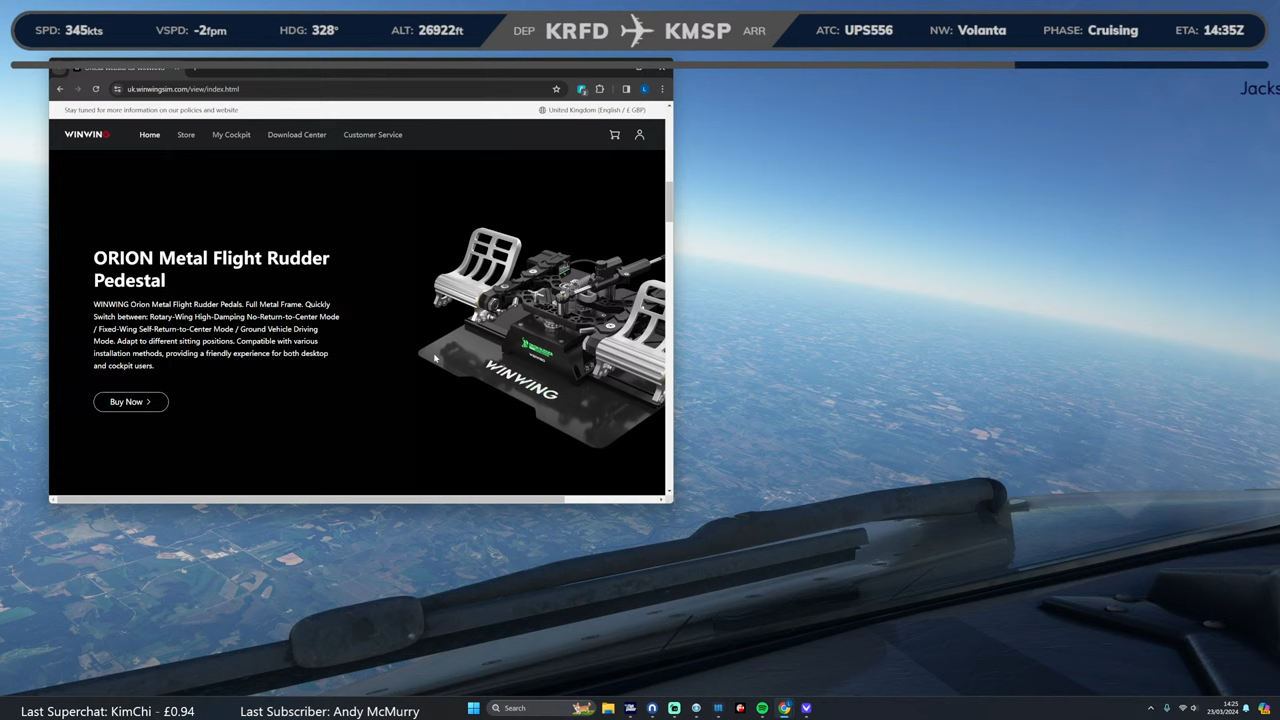 SPD: 345kts VSPD: -2fpm HDG: 328° ALT: 26922ft DEP KRFD KMSP ARR ATC: UPS556 NW: Volanta PHASE: Cruising ETA: 14:35Z
Jacks
uk.winwingsim.com/view/index.html
Stay tuned for more information on our policies and website United Kingdom (English / £ GBP)
WINWING Home Store My Cockpit Download Center Customer Service
ORION Metal Flight Rudder
Pedestal
WINWING Orion Metal Flight Rudder Pedals. Full Metal Frame. Quickly
Switch between: Rotary-Wing High-Damping No-Return-to-Center Mode
/ Fixed-Wing Self-Return-to-Center Mode / Ground Vehicle Driving
Mode. Adapt to different sitting positions. Compatible with various
installation methods, providing a friendly experience for both desktop
and cockpit users.
WINWING
Buy Now
Last Superchat: KimChi - £0.94 Last Subscriber: Andy McMurry
Search
14:25
23/03/2024